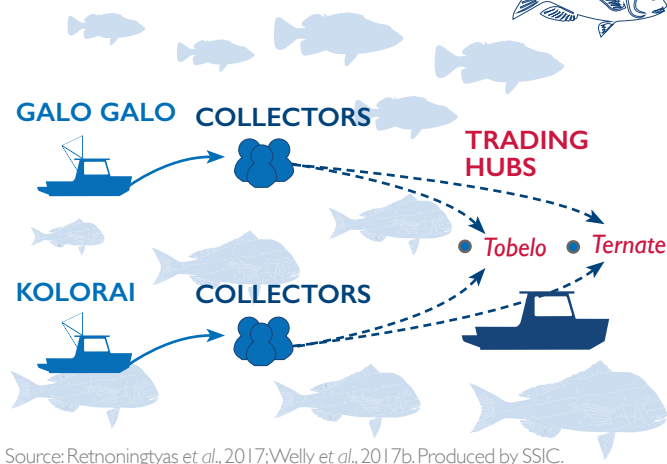 GALO GALO
COLLECTORS
TRADING
HUBS
Tobelo
Ternate
KOLORAI
COLLECTORS
Source: Retnoningtyas et al., 2017; Welly et al., 2017b. Produced by SSIC.